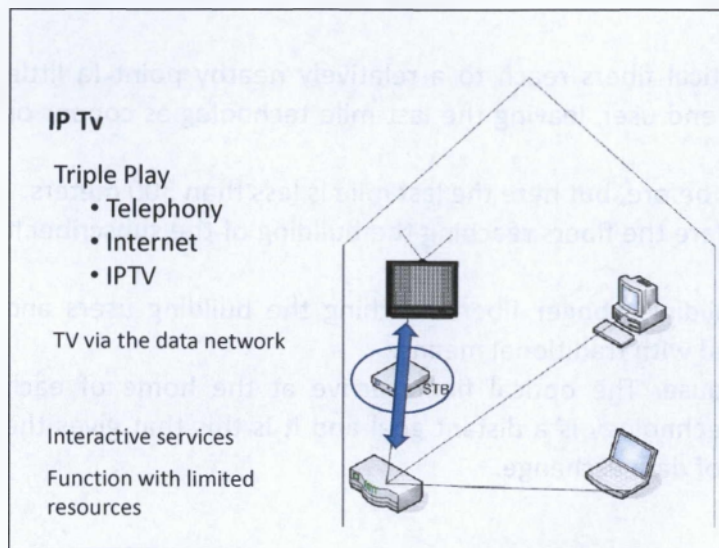 IP Tv
Triple Play
• Telephony
• Internet
• IPTV
TV via the data network
STB
Interactive services
Function with limited
resources